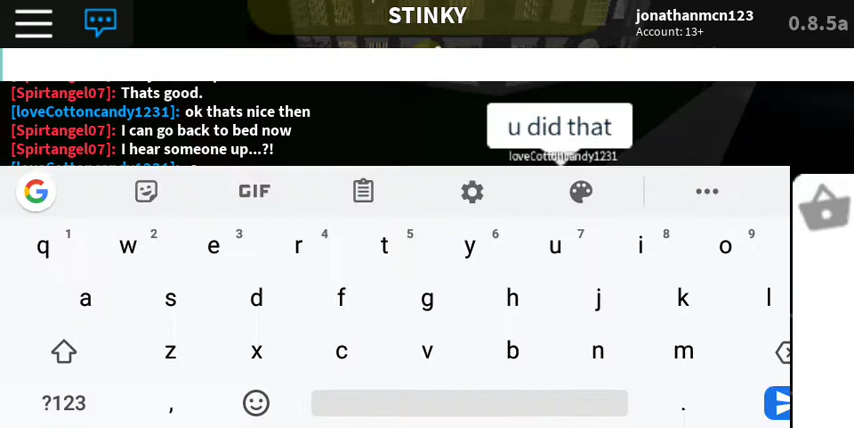 STINKY
jonathanmcn123
Account: 13+
0.8.5a
[Spirtangel07]: Thats good.
[loveCottoncandy1231]: ok thats nice then
[Spirtangel07]: I can go back to bed now
[Spirtangel07]: I hear someone up...?!
u did that
loveCottoncandy1231
G GIF
q 1 w 2 e 3 r 4 t 5 y 6 u 7 i 8 o 9
a s d f g h j k l
z x c v b n m
?123 , .